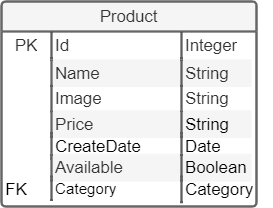 Product
PK Id Integer
Name String
Image String
Price String
CreateDate Date
Available Boolean
FK Category Category